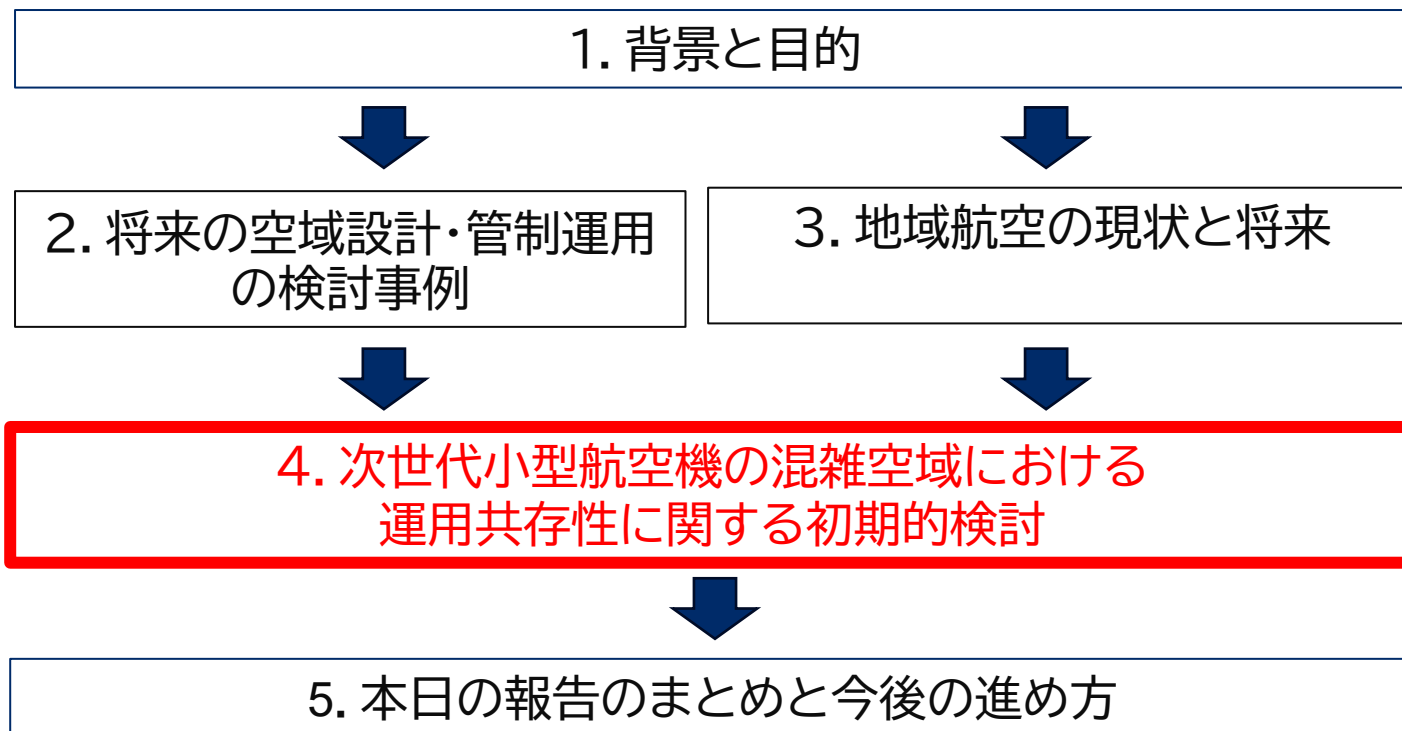 1．背景と目的
2．将来の空域設計・管制運用
の検討事例
3．地域航空の現状と将来
4．次世代小型航空機の混雑空域における
運用共存性に関する初期的検討
5．本日の報告のまとめと今後の進め方